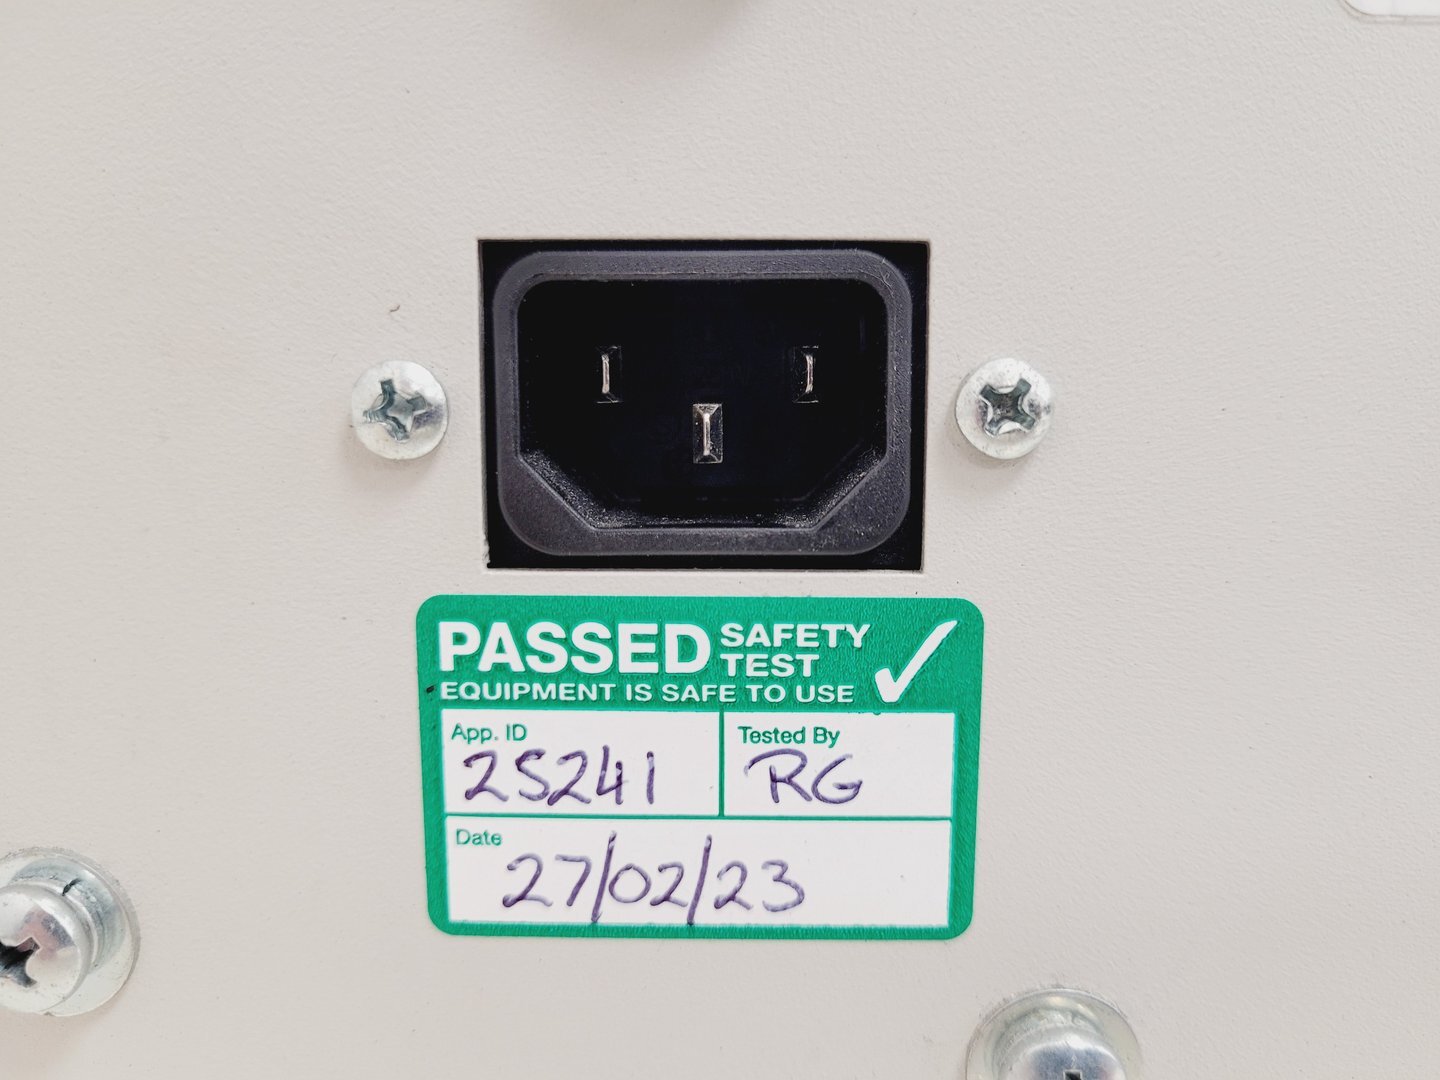 PASSED SAFETY TEST
EQUIPMENT IS SAFE TO USE
App. ID
25241
Tested By
RG
Date
27/02/23